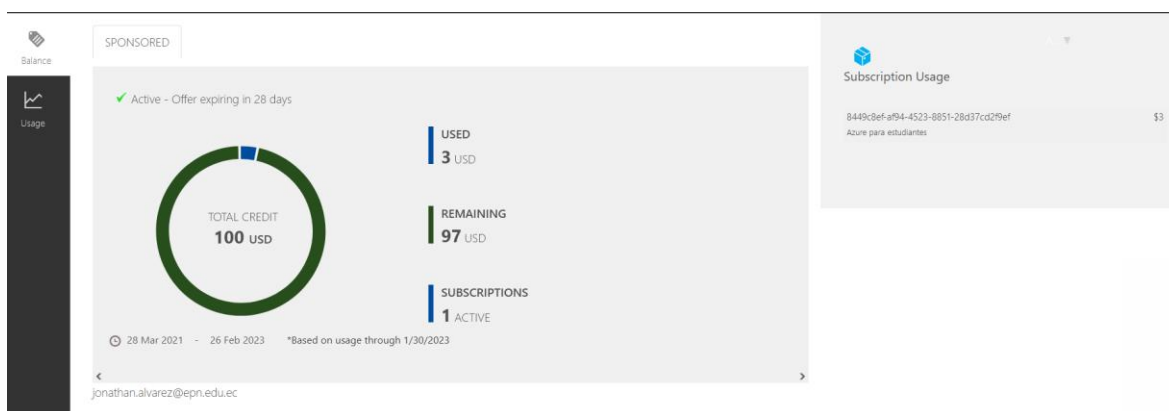 Balance
Usage
SPONSORED
Active - Offer expiring in 28 days
TOTAL CREDIT
100 USD
USED
3 USD
REMAINING
97 USD
SUBSCRIPTIONS
1 ACTIVE
28 Mar 2021 - 26 Feb 2023 *Based on usage through 1/30/2023
jonathan.alvarez@epn.edu.ec
Subscription Usage
8449c8ef-af94-4523-8851-28d37cd2f9ef $3
Azure para estudiantes